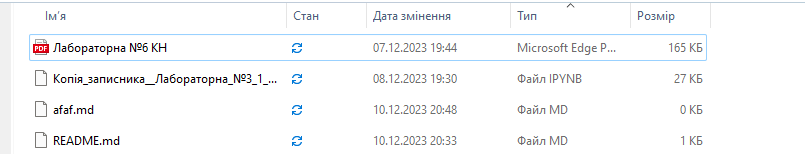 Ім'я Стан Дата змінення Тип Розмір
PDF Лабораторна №6 КН 07.12.2023 19:44 Microsoft Edge P... 165 КБ
Копія_записника__Лабораторна_№3_1_... 08.12.2023 19:30 Файл IPYNB 27 КБ
afaf.md 10.12.2023 20:48 Файл MD 0 КБ
README.md 10.12.2023 20:33 Файл MD 1 КБ